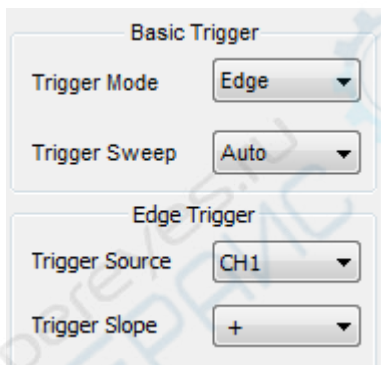 Basic Trigger
Trigger Mode Edge
Trigger Sweep Auto
Edge Trigger
Trigger Source CH1
Trigger Slope +